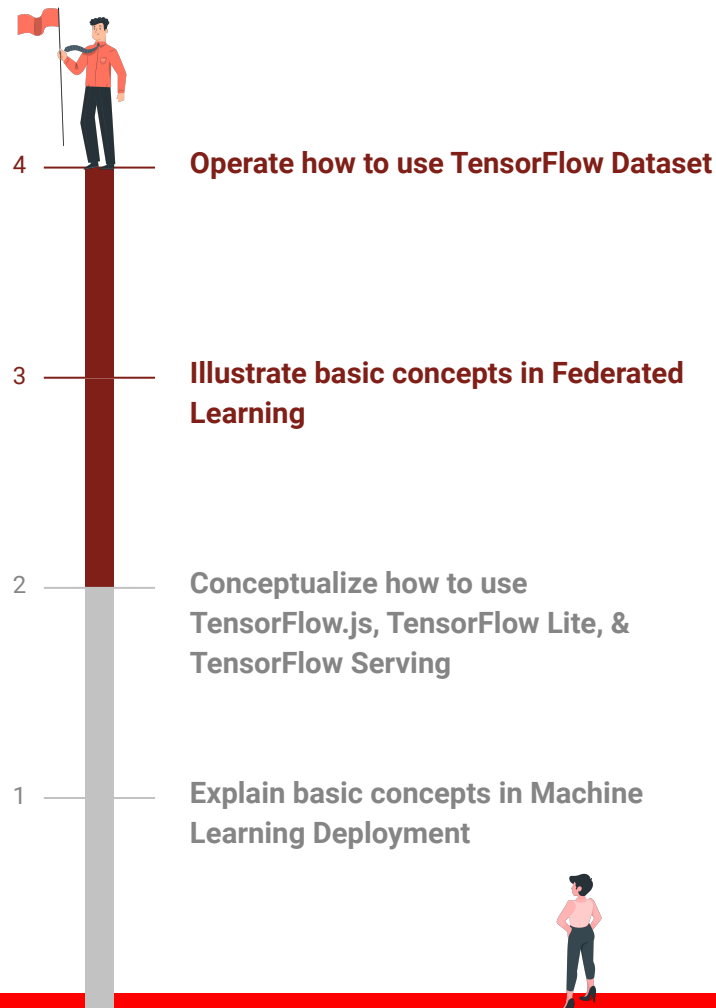 4 Operate how to use TensorFlow Dataset
3 Illustrate basic concepts in Federated
Learning
2 Conceptualize how to use
TensorFlow.js, TensorFlow Lite, &
TensorFlow Serving
1 Explain basic concepts in Machine
Learning Deployment